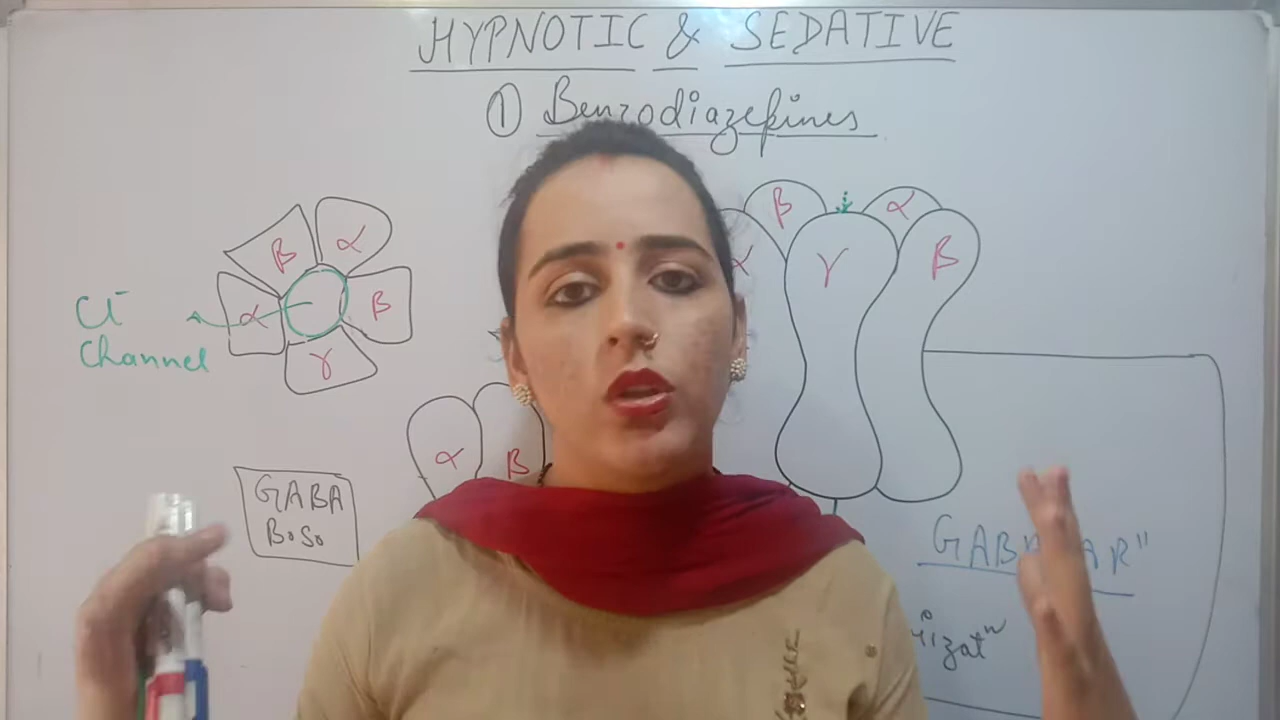 HYPNOTIC & SEDATIVE
① Benzodiazepines
β α
α β
γ
Cl⁻
Channel
β α
α γ β
α β
GABA
B.S.